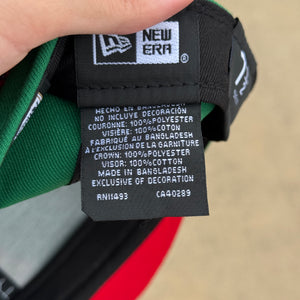 NEW
ERA
®
HECHO EN BANGLADESH
NO INCLUYE DECORACIÓN
COURONNE: 100%POLYESTER
VISIÈRE: 100%COTON
FABRIQUÉ AU BANGLADESH
A L'EXCLUSION DE LA GARNITURE
CROWN: 100%POLYESTER
VISOR: 100%COTTON
MADE IN BANGLADESH
EXCLUSIVE OF DECORATION
RN11493 CA40289